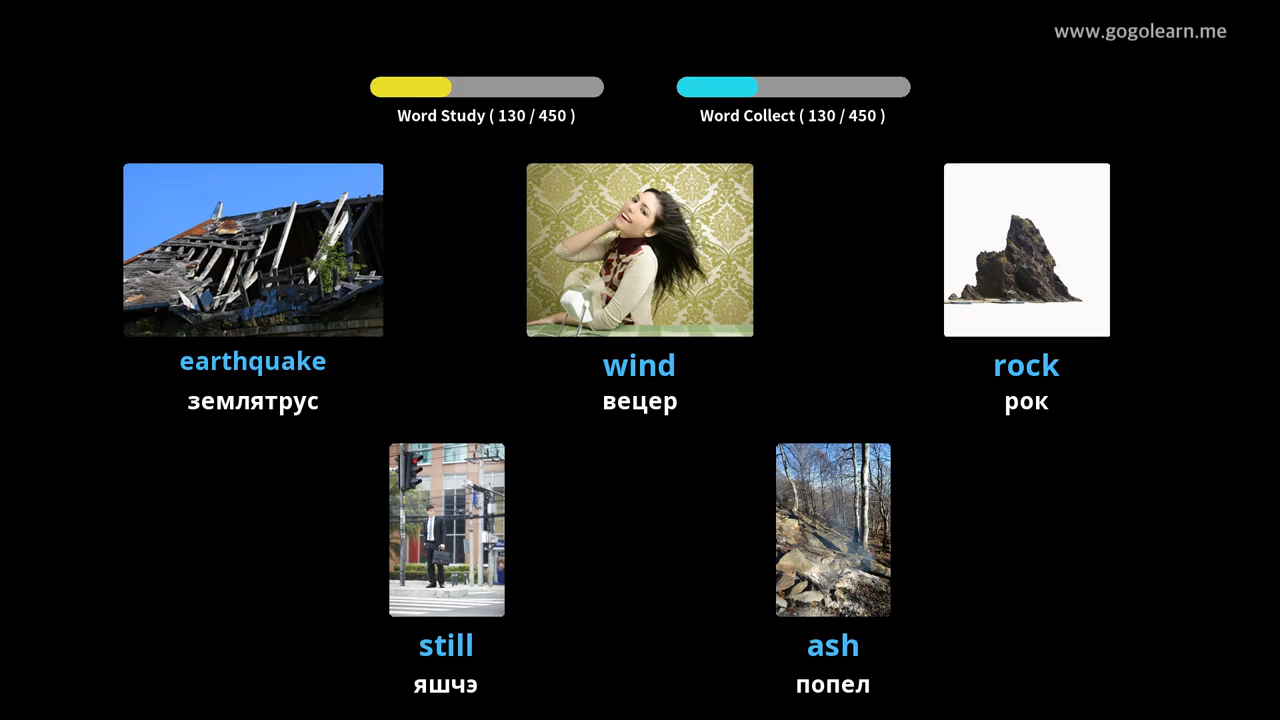 www.gogolearn.me
Word Study ( 130 / 450 )
Word Collect ( 130 / 450 )
earthquake
землятрус
wind
вецер
rock
рок
still
яшчэ
ash
попел